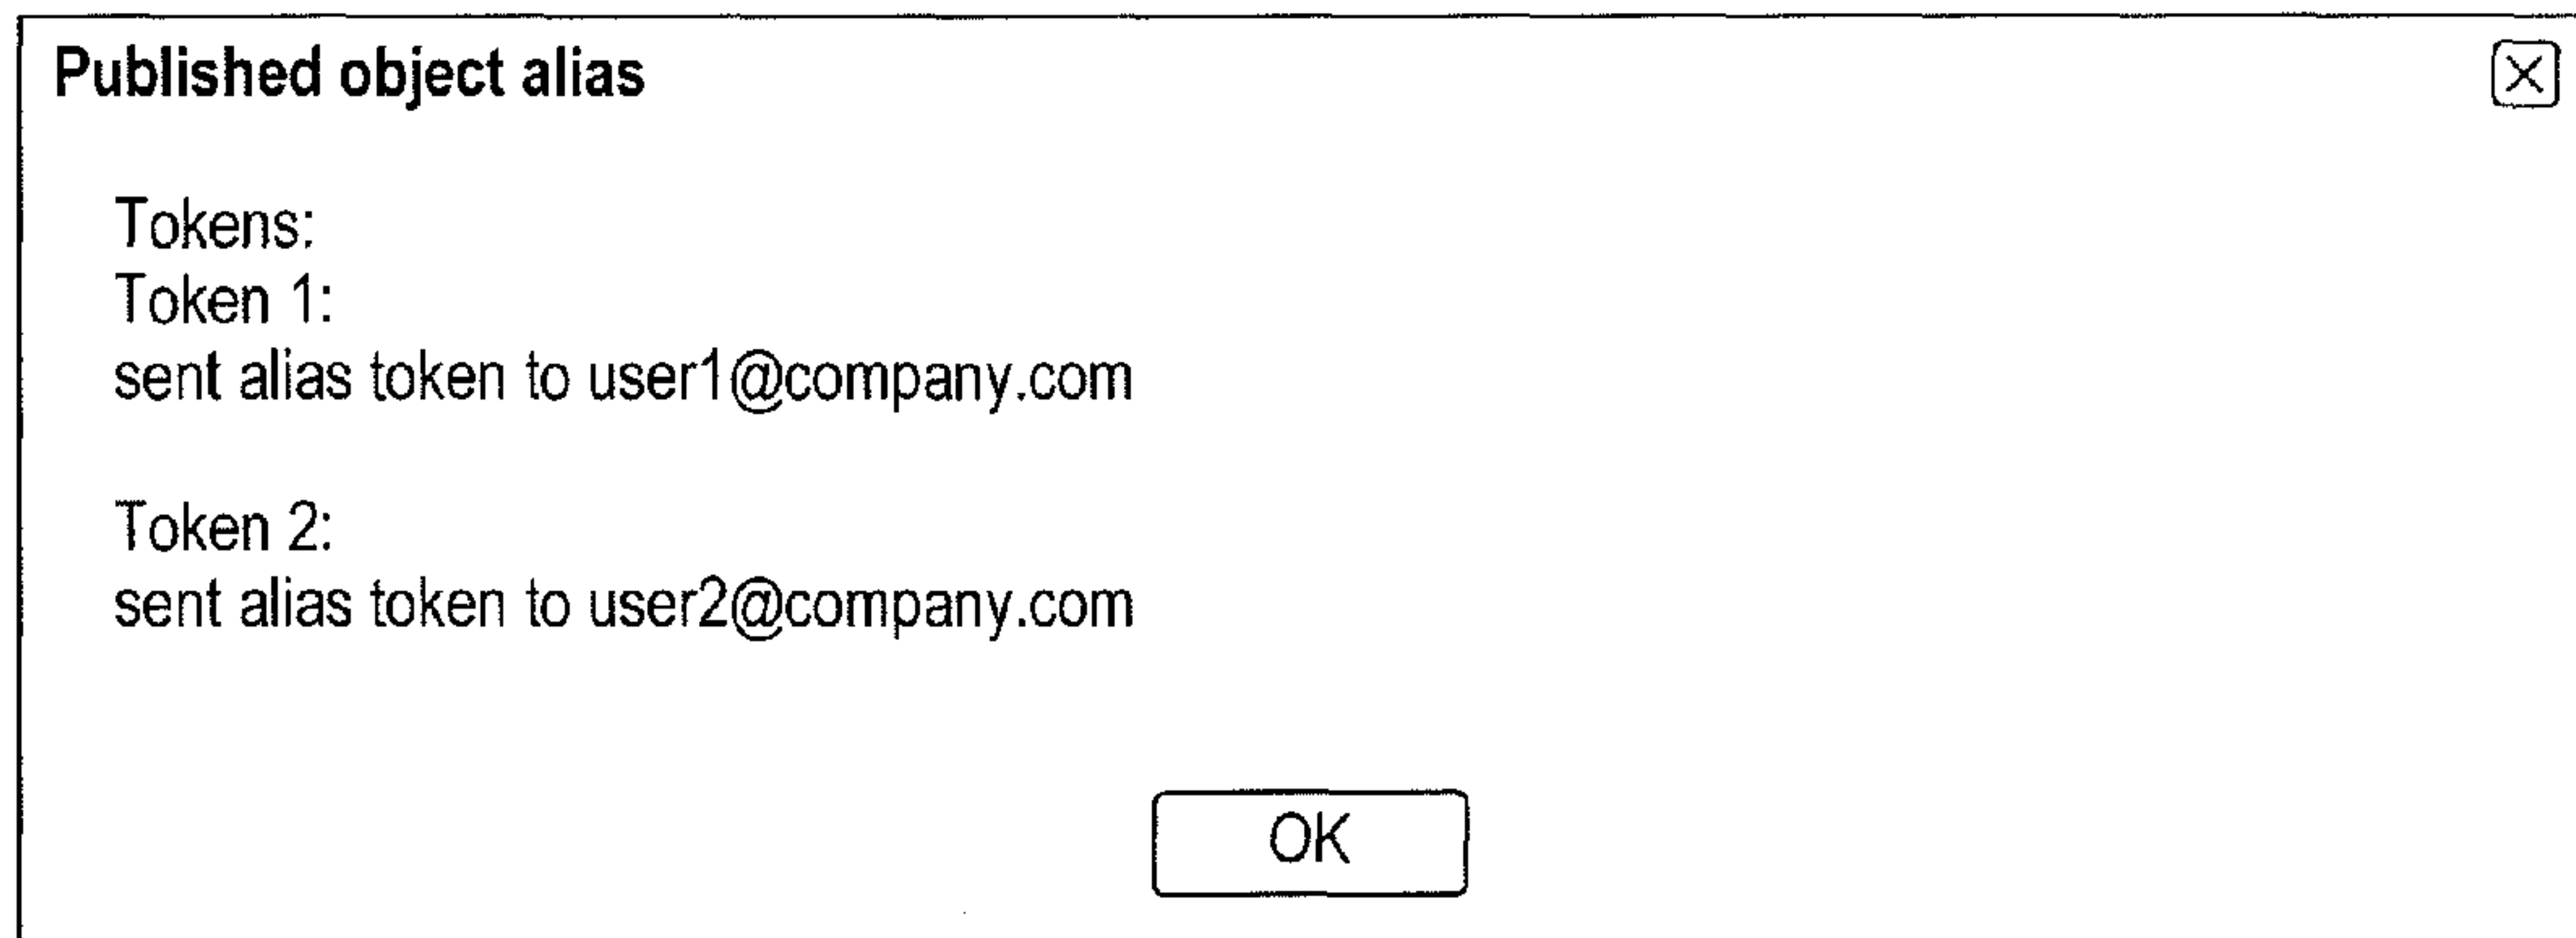 Published object alias
Tokens:
Token 1:
sent alias token to user1@company.com
Token 2:
sent alias token to user2@company.com
OK